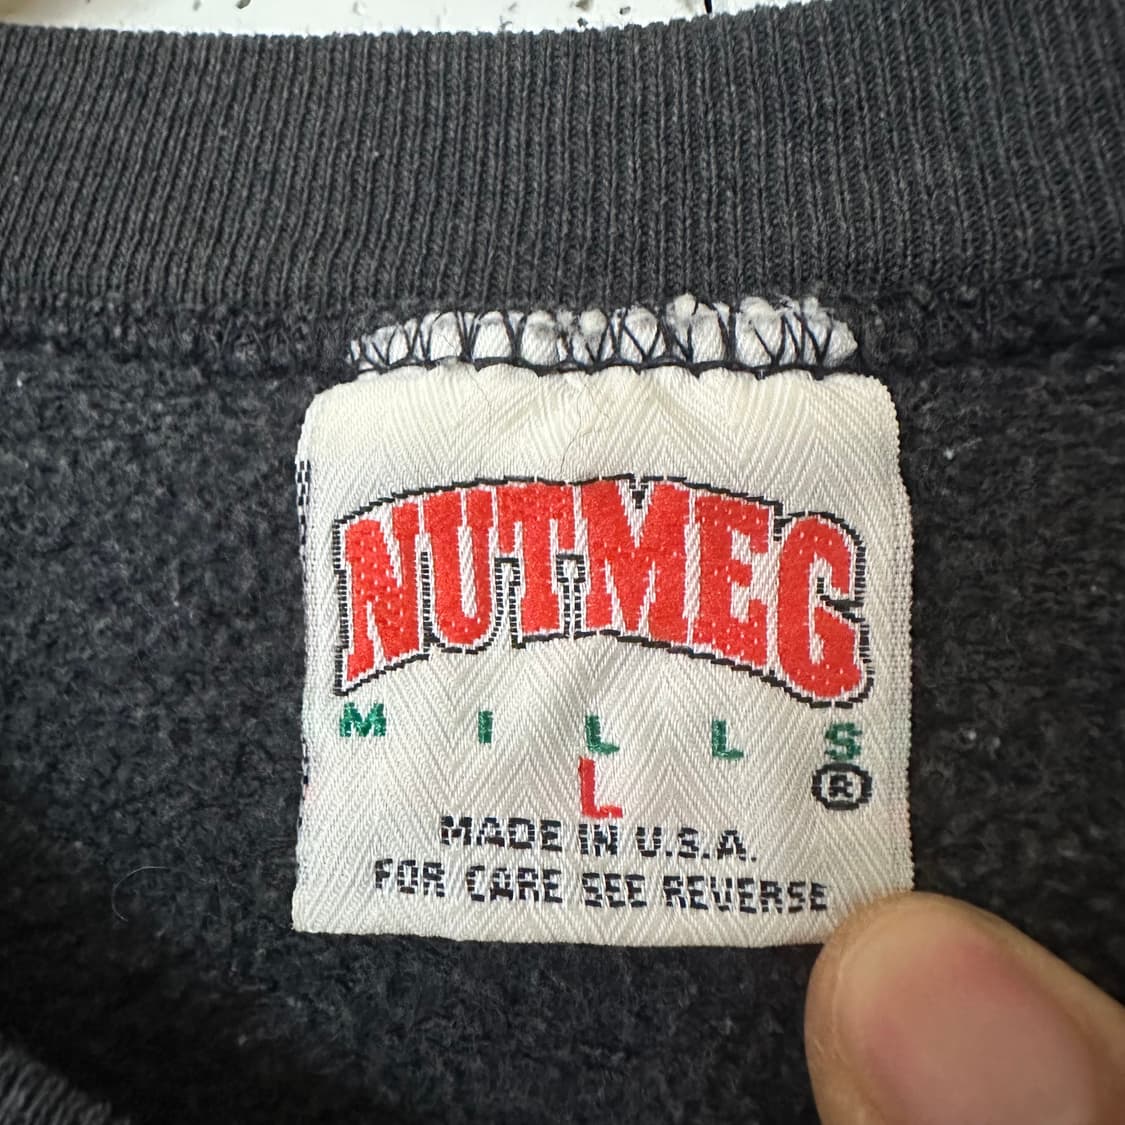 NUTMEG
MILLS
®
L
MADE IN U.S.A.
FOR CARE SEE REVERSE